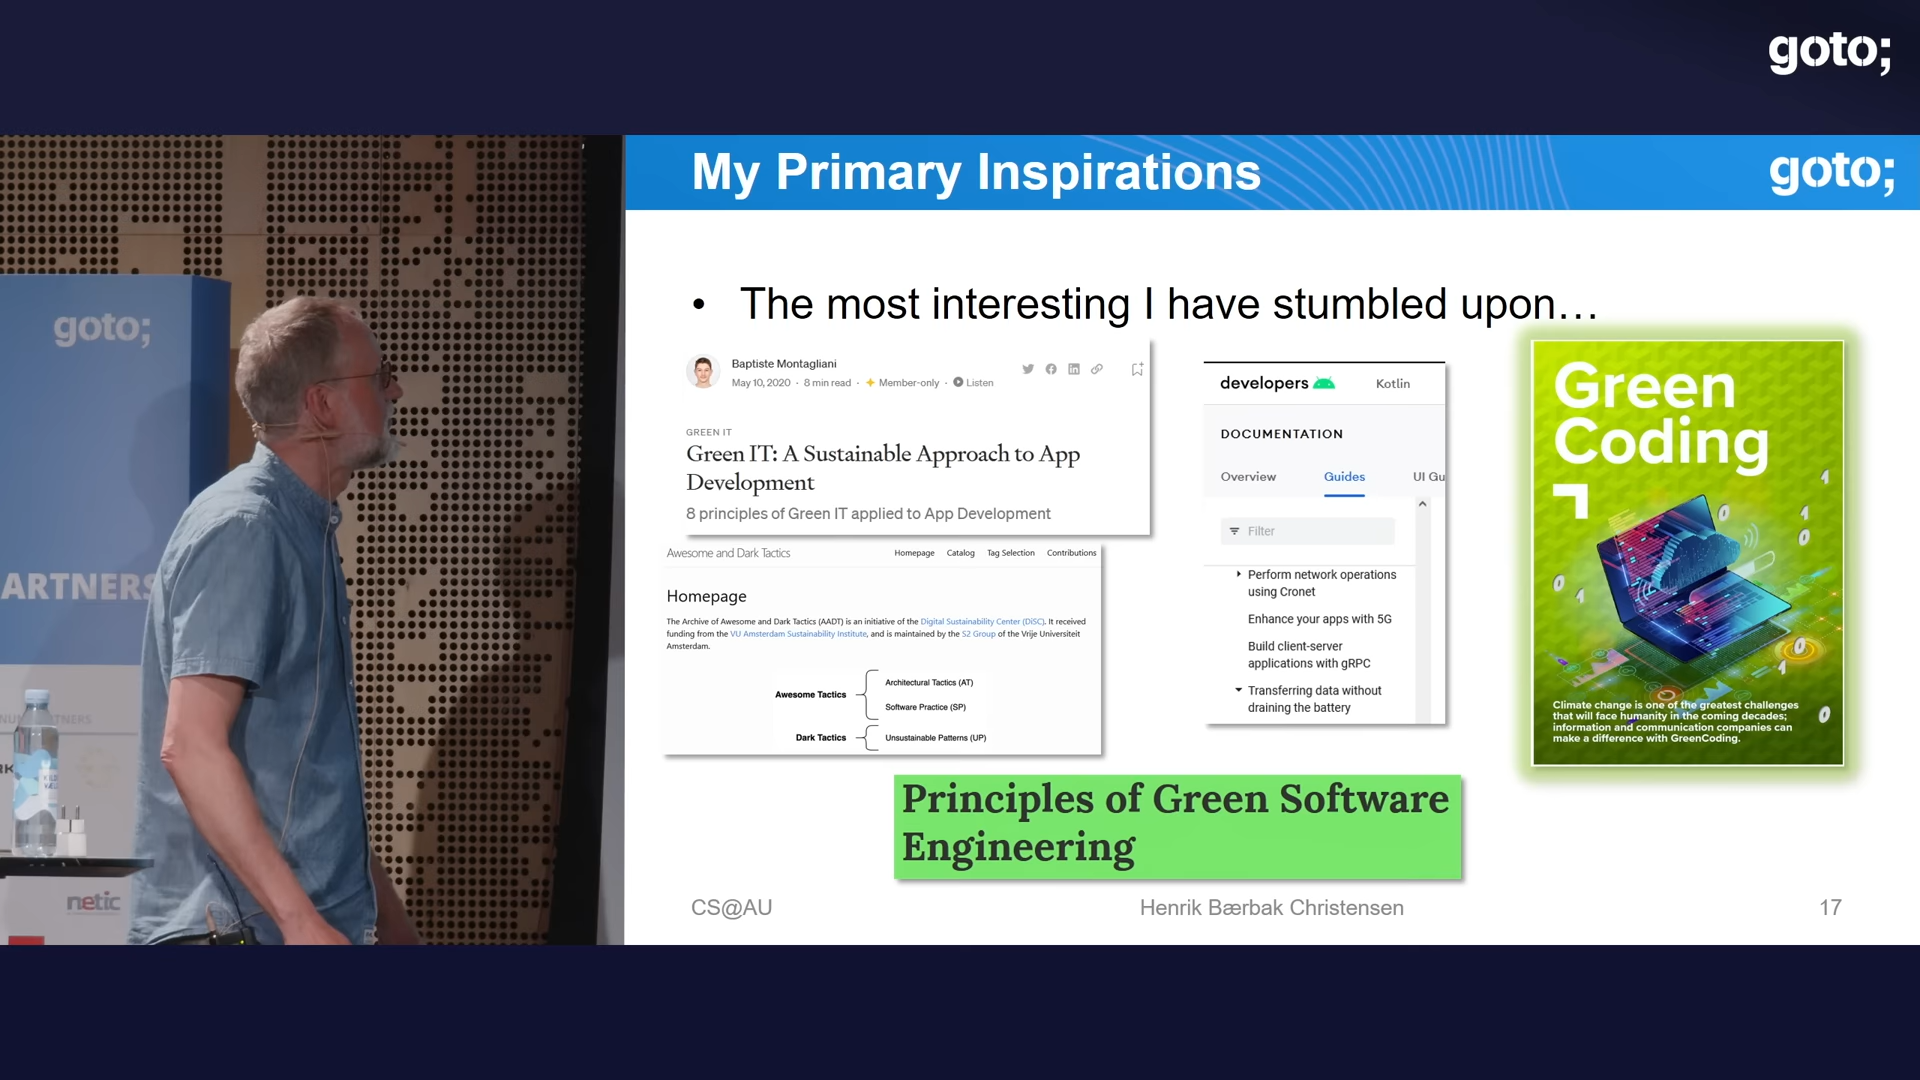 goto;
goto;
ARTNERS
netic
My Primary Inspirations
goto;
• The most interesting I have stumbled upon…
Baptiste Montagliani
May 10, 2020 · 8 min read · Member-only · Listen
GREEN IT
Green IT: A Sustainable Approach to App
Development
8 principles of Green IT applied to App Development
Awesome and Dark Tactics
Homepage Catalog Tag Selection Contributions
Homepage
The Archive of Awesome and Dark Tactics (AADT) is an initiative of the Digital Sustainability Center (DiSC). It received
funding from the VU Amsterdam Sustainability Institute, and is maintained by the S2 Group of the Vrije Universiteit
Amsterdam.
Awesome Tactics
Architectural Tactics (AT)
Software Practice (SP)
Dark Tactics
Unsustainable Patterns (UP)
developers Kotlin
DOCUMENTATION
Overview Guides UI Gu
Filter
Perform network operations
using Cronet
Enhance your apps with 5G
Build client-server
applications with gRPC
Transferring data without
draining the battery
Green
Coding
Climate change is one of the greatest challenges
that will face humanity in the coming decades;
information and communication companies can
make a difference with GreenCoding.
Principles of Green Software
Engineering
CS@AU
Henrik Bærbak Christensen
17